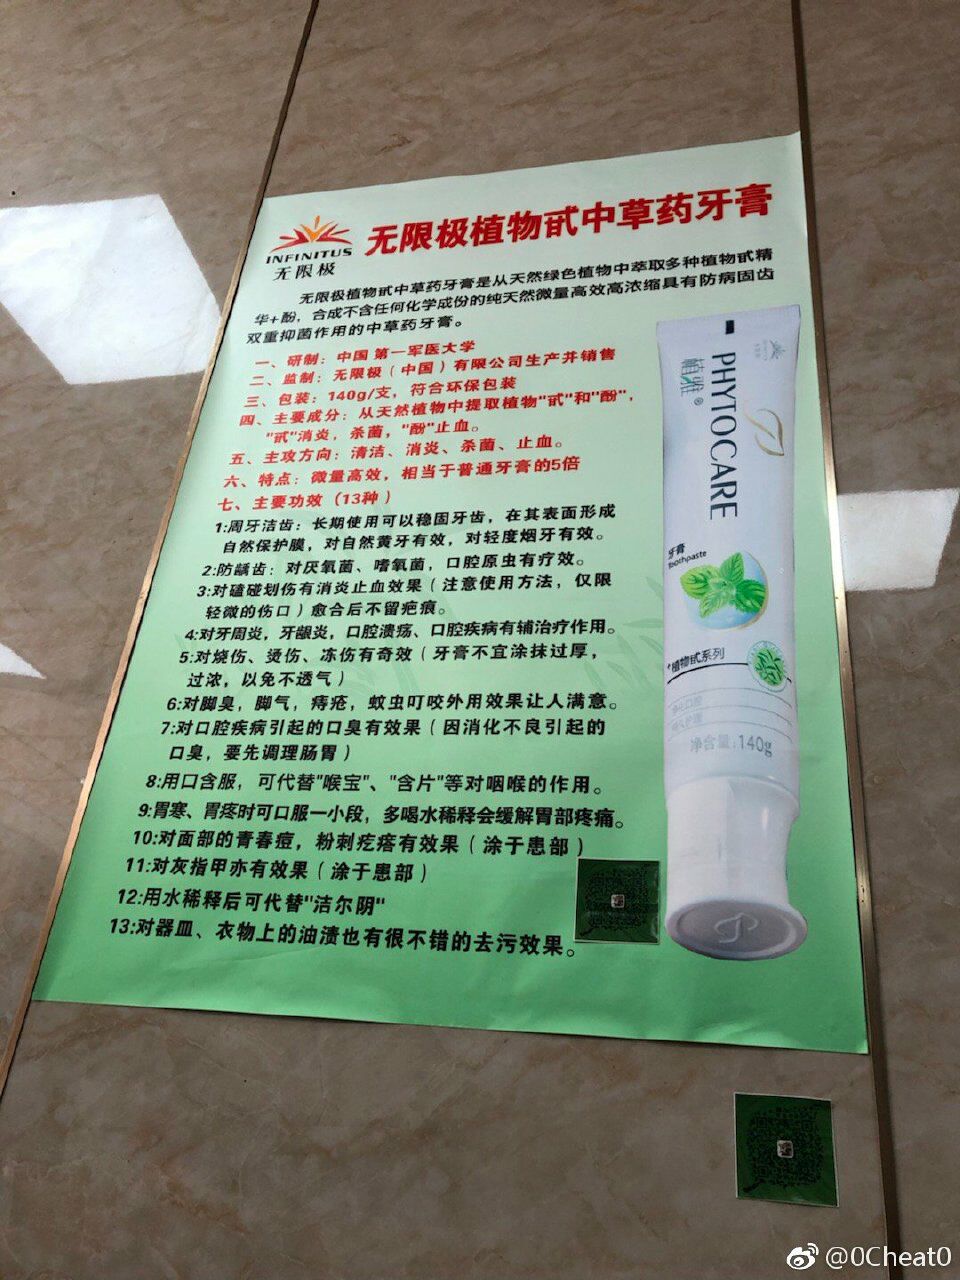 INFINITUS
无限极
无限极植物甙中草药牙膏
无限极植物甙中草药牙膏是从天然绿色植物中萃取多种植物甙精
华+酚，合成不含任何化学成份的纯天然微量高效高浓缩具有防病固齿
双重抑菌作用的中草药牙膏。
一、研制：中国 第一军医大学
二、监制：无限极（中国）有限公司生产并销售
三、包装：140g/支，符合环保包装
四、主要成分：从天然植物中提取植物"甙"和"酚"，
"甙"消炎，杀菌，"酚"止血。
五、主攻方向：清洁、消炎、杀菌、止血。
六、特点：微量高效，相当于普通牙膏的5倍
七、主要功效（13种）
1:周牙洁齿：长期使用可以稳固牙齿，在其表面形成
自然保护膜，对自然黄牙有效，对轻度烟牙有效。
2:防龋齿：对厌氧菌、嗜氧菌，口腔原虫有疗效。
3:对磕碰划伤有消炎止血效果（注意使用方法，仅限
轻微的伤口）愈合后不留疤痕。
4:对牙周炎，牙龈炎，口腔溃疡、口腔疾病有辅治疗作用。
5:对烧伤、烫伤、冻伤有奇效（牙膏不宜涂抹过厚，
过浓，以免不透气）
6:对脚臭，脚气，痔疮，蚊虫叮咬外用效果让人满意。
7:对口腔疾病引起的口臭有效果（因消化不良引起的
口臭，要先调理肠胃）
8:用口含服，可代替"喉宝"、"含片"等对咽喉的作用。
9:胃寒、胃疼时可口服一小段，多喝水稀释会缓解胃部疼痛。
10:对面部的青春痘，粉刺疙瘩有效果（涂于患部）
11:对灰指甲亦有效果（涂于患部）
12:用水稀释后可代替"洁尔阴"
13:对器皿、衣物上的油渍也有很不错的去污效果。
植雅®
PHYTOCARE
牙膏
toothpaste
植物甙系列
净含量:140g
@0Cheat0